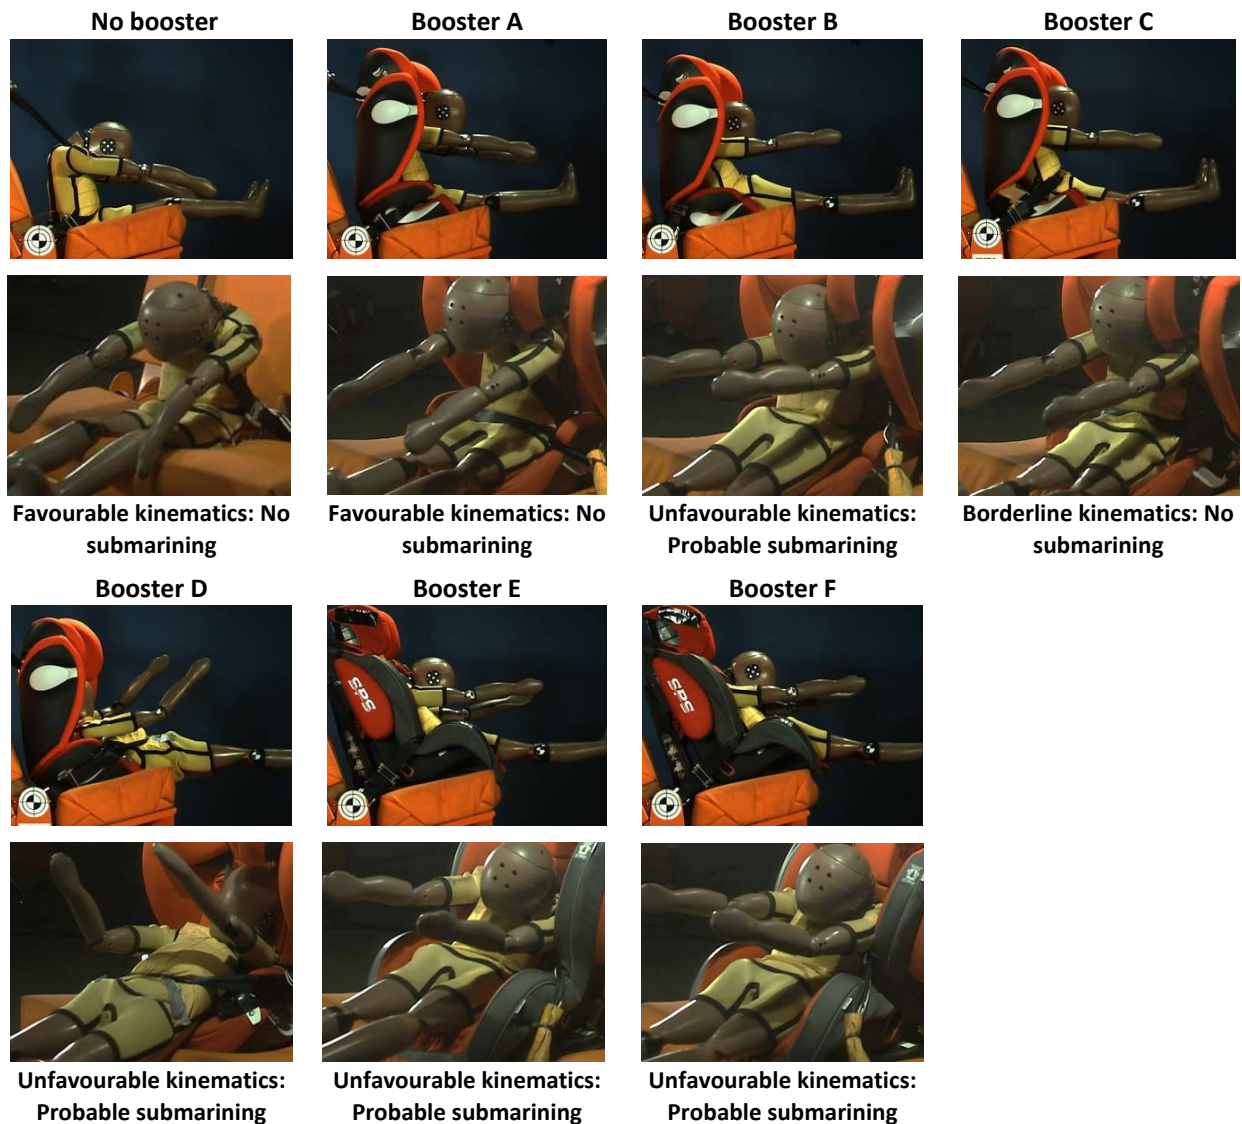 No booster
Booster A
Booster B
Booster C
Favourable kinematics: No
submarining
Favourable kinematics: No
submarining
Unfavourable kinematics:
Probable submarining
Borderline kinematics: No
submarining
Booster D
Booster E
Booster F
SPS
SPS
Unfavourable kinematics:
Probable submarining
Unfavourable kinematics:
Probable submarining
Unfavourable kinematics:
Probable submarining